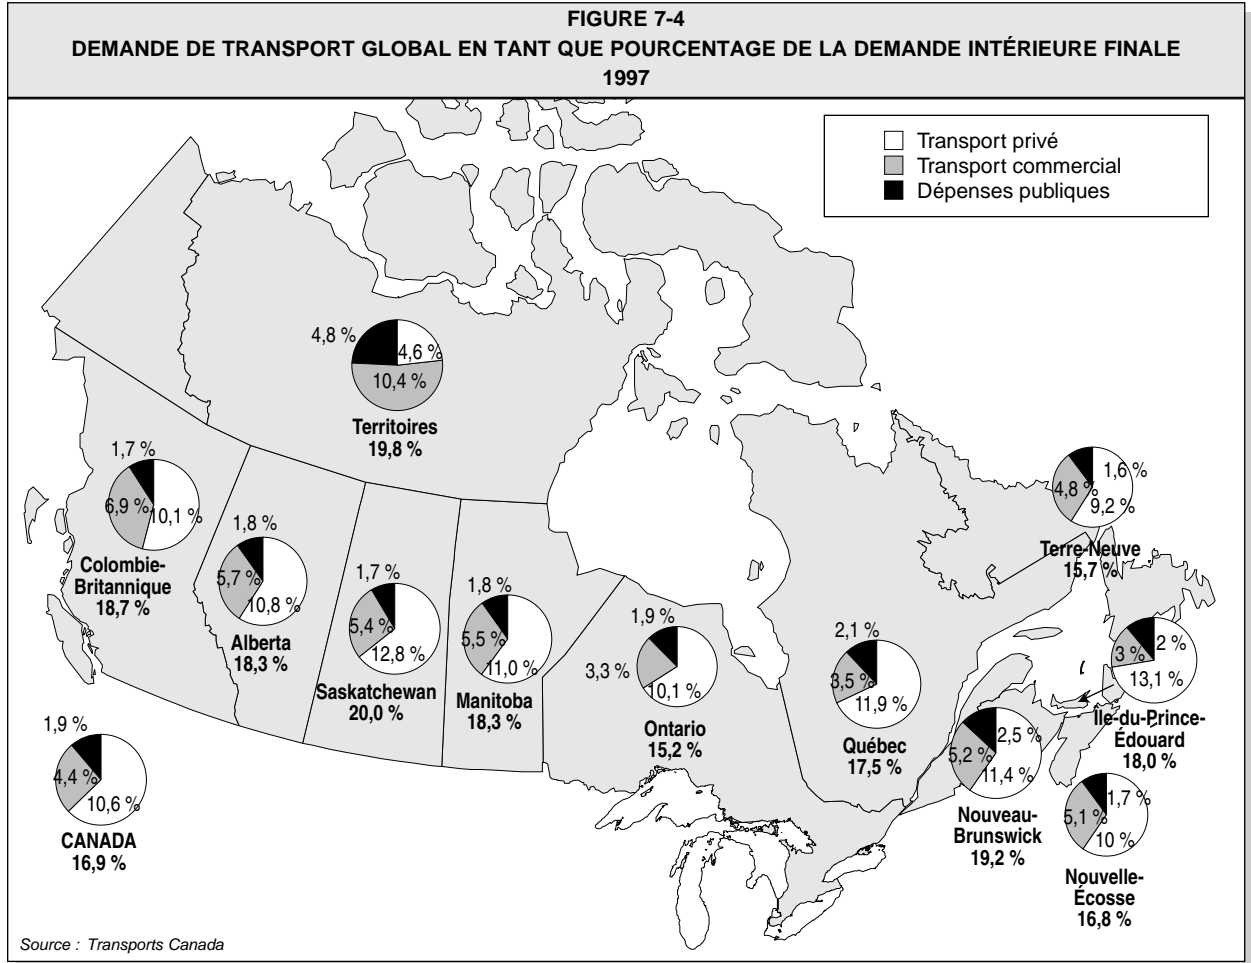 FIGURE 7-4
DEMANDE DE TRANSPORT GLOBAL EN TANT QUE POURCENTAGE DE LA DEMANDE INTÉRIEURE FINALE
1997
Transport privé
Transport commercial
Dépenses publiques
4,8 %
4,6 %
10,4 %
Territoires
19,8 %
1,7 %
6,9 %
10,1 %
Colombie-
Britannique
18,7 %
1,8 %
5,7 %
10,8 %
Alberta
18,3 %
1,7 %
5,4 %
12,8 %
Saskatchewan
20,0 %
1,8 %
5,5 %
11,0 %
Manitoba
18,3 %
1,9 %
3,3 %
10,1 %
Ontario
15,2 %
2,1 %
3,5 %
11,9 %
Québec
17,5 %
1,6 %
4,8 %
9,2 %
Terre-Neuve
15,7 %
2 %
3 %
13,1 %
Île-du-Prince-
Édouard
18,0 %
2,5 %
5,2 %
11,4 %
Nouveau-
Brunswick
19,2 %
1,7 %
5,1 %
10 %
Nouvelle-
Écosse
16,8 %
1,9 %
4,4 %
10,6 %
CANADA
16,9 %
Source : Transports Canada